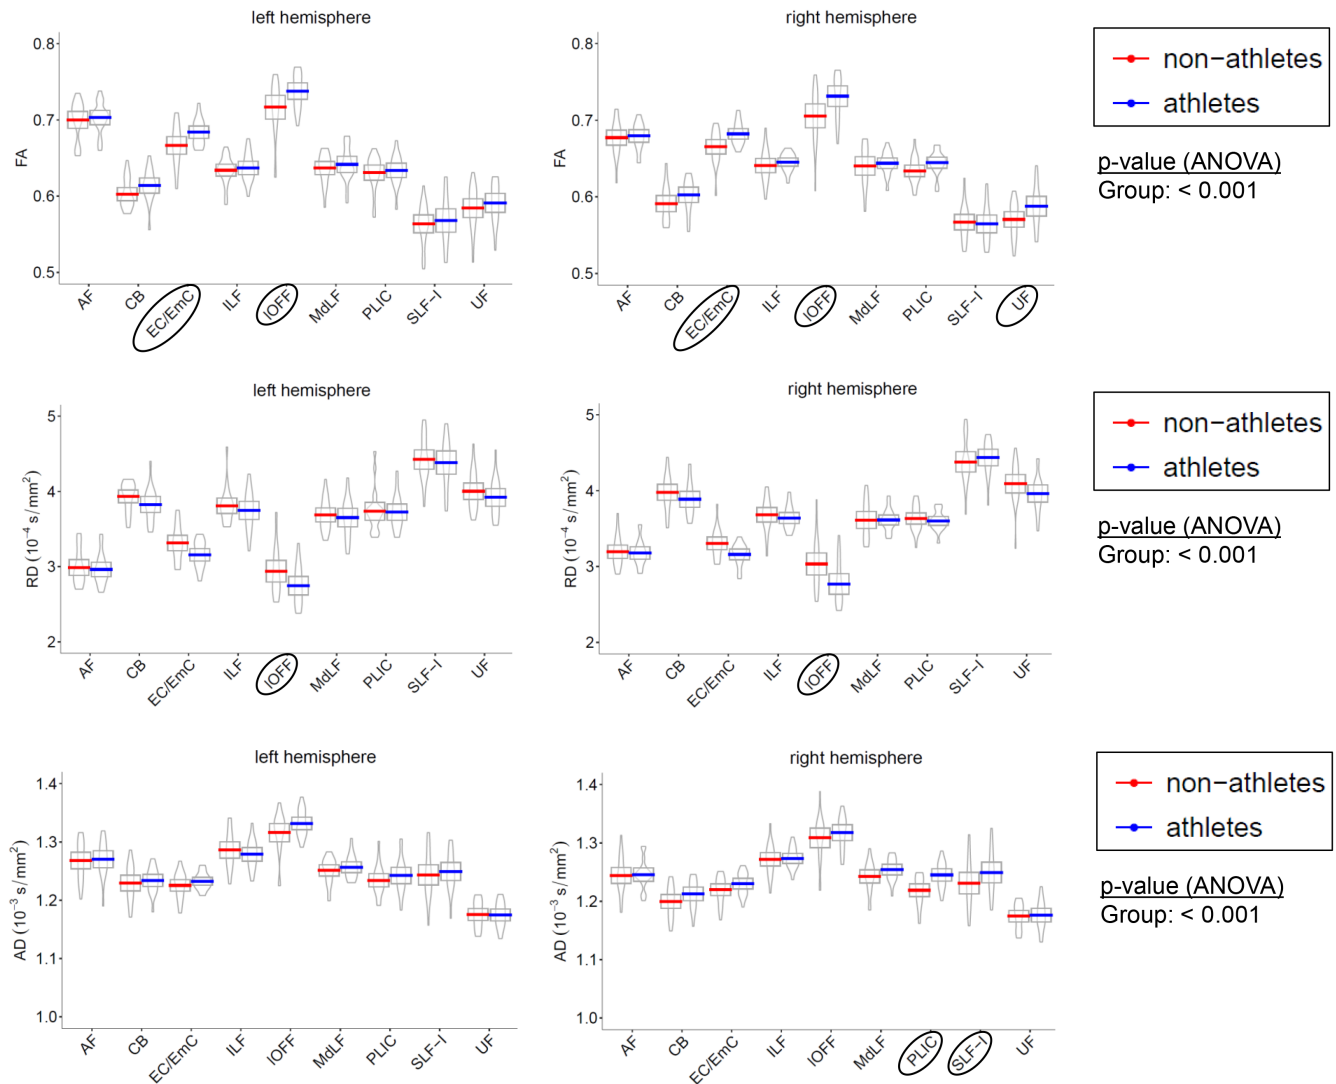 left hemisphere
right hemisphere
0.8
0.7
0.6
0.5
FA
AF
CB
EC/EmC
ILF
IOFF
MdLF
PLIC
SLF-I
UF
0.8
0.7
0.6
0.5
FA
AF
CB
EC/EmC
ILF
IOFF
MdLF
PLIC
SLF-I
UF
non-athletes
athletes
p-value (ANOVA)
Group: < 0.001
left hemisphere
right hemisphere
5
4
3
2
RD (10⁻⁴ s/mm²)
AF
CB
EC/EmC
ILF
IOFF
MdLF
PLIC
SLF-I
UF
5
4
3
2
RD (10⁻⁴ s/mm²)
AF
CB
EC/EmC
ILF
IOFF
MdLF
PLIC
SLF-I
UF
non-athletes
athletes
p-value (ANOVA)
Group: < 0.001
left hemisphere
right hemisphere
1.4
1.3
1.2
1.1
1.0
AD (10⁻³ s/mm²)
AF
CB
EC/EmC
ILF
IOFF
MdLF
PLIC
SLF-I
UF
1.4
1.3
1.2
1.1
1.0
AD (10⁻³ s/mm²)
AF
CB
EC/EmC
ILF
IOFF
MdLF
PLIC
SLF-I
UF
non-athletes
athletes
p-value (ANOVA)
Group: < 0.001